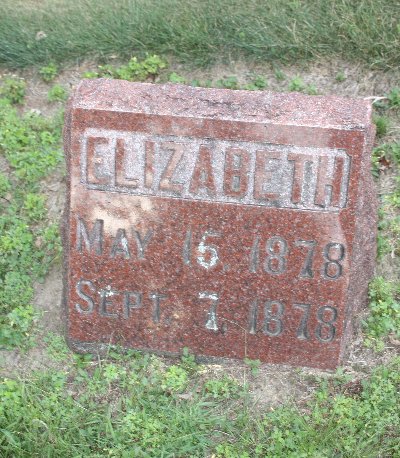 ELIZABETH
MAY 15, 1878
SEPT. 7, 1878